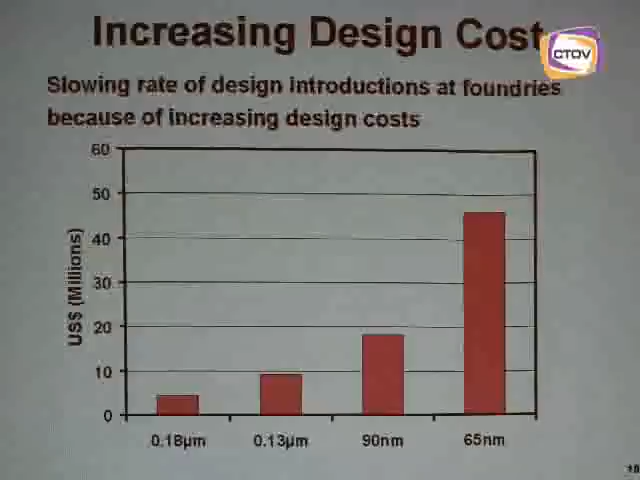 Increasing Design Cost
CTOV
Slowing rate of design introductions at foundries
because of increasing design costs
60
50
40
30
20
10
0
US$ (Millions)
0.18µm
0.13µm
90nm
65nm